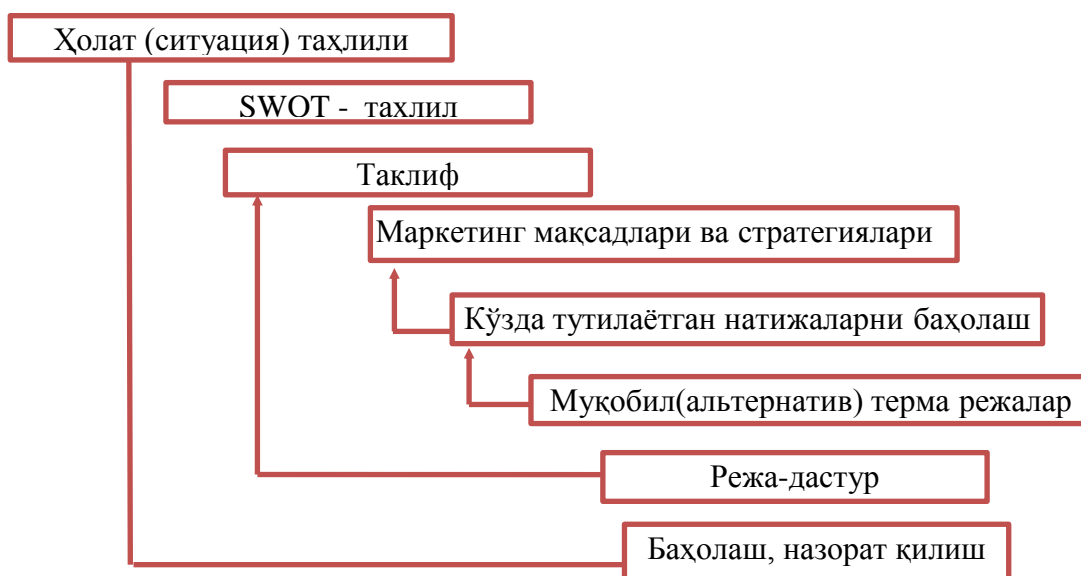 Ҳолат (ситуация) таҳлили
SWOT - тахлил
Таклиф
Маркетинг мақсадлари ва стратегиялари
Кўзда тутилаётган натижаларни баҳолаш
Муқобил(альтернатив) терма режалар
Режа-дастур
Баҳолаш, назорат қилиш